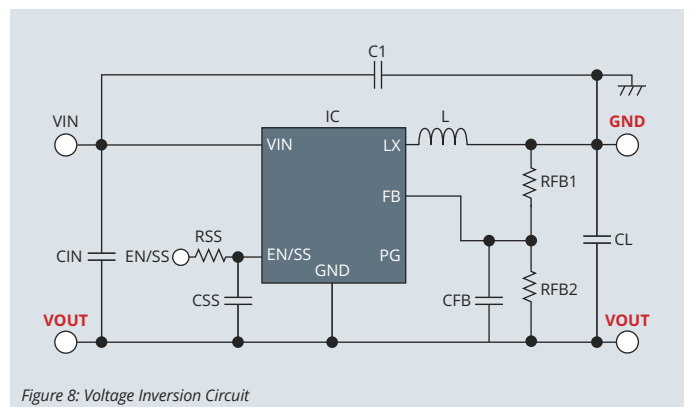 C1
VIN
IC
L
GND
VIN
LX
RFB1
FB
RSS
CIN
EN/SS
EN/SS
PG
CL
GND
CSS
CFB
RFB2
VOUT
VOUT
Figure 8: Voltage Inversion Circuit